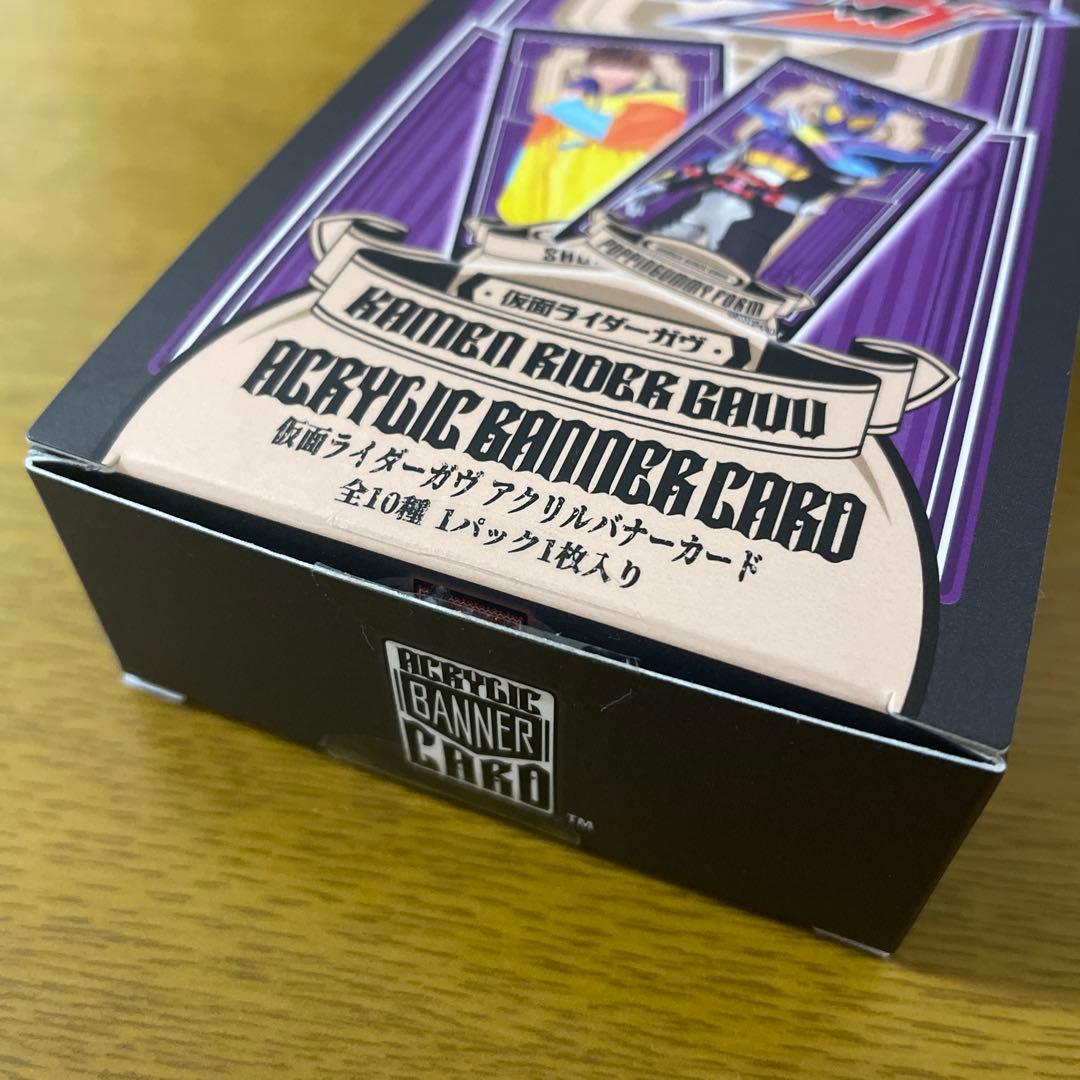 POPPINGUMMY FORM
・仮面ライダーガヴ・
KAMEN RIDER GAVV
ACRYLIC BANNER CARD
仮面ライダーガヴ アクリルバナーカード
全10種 1パック1枚入り
ACRYLIC
BANNER
CARD
TM